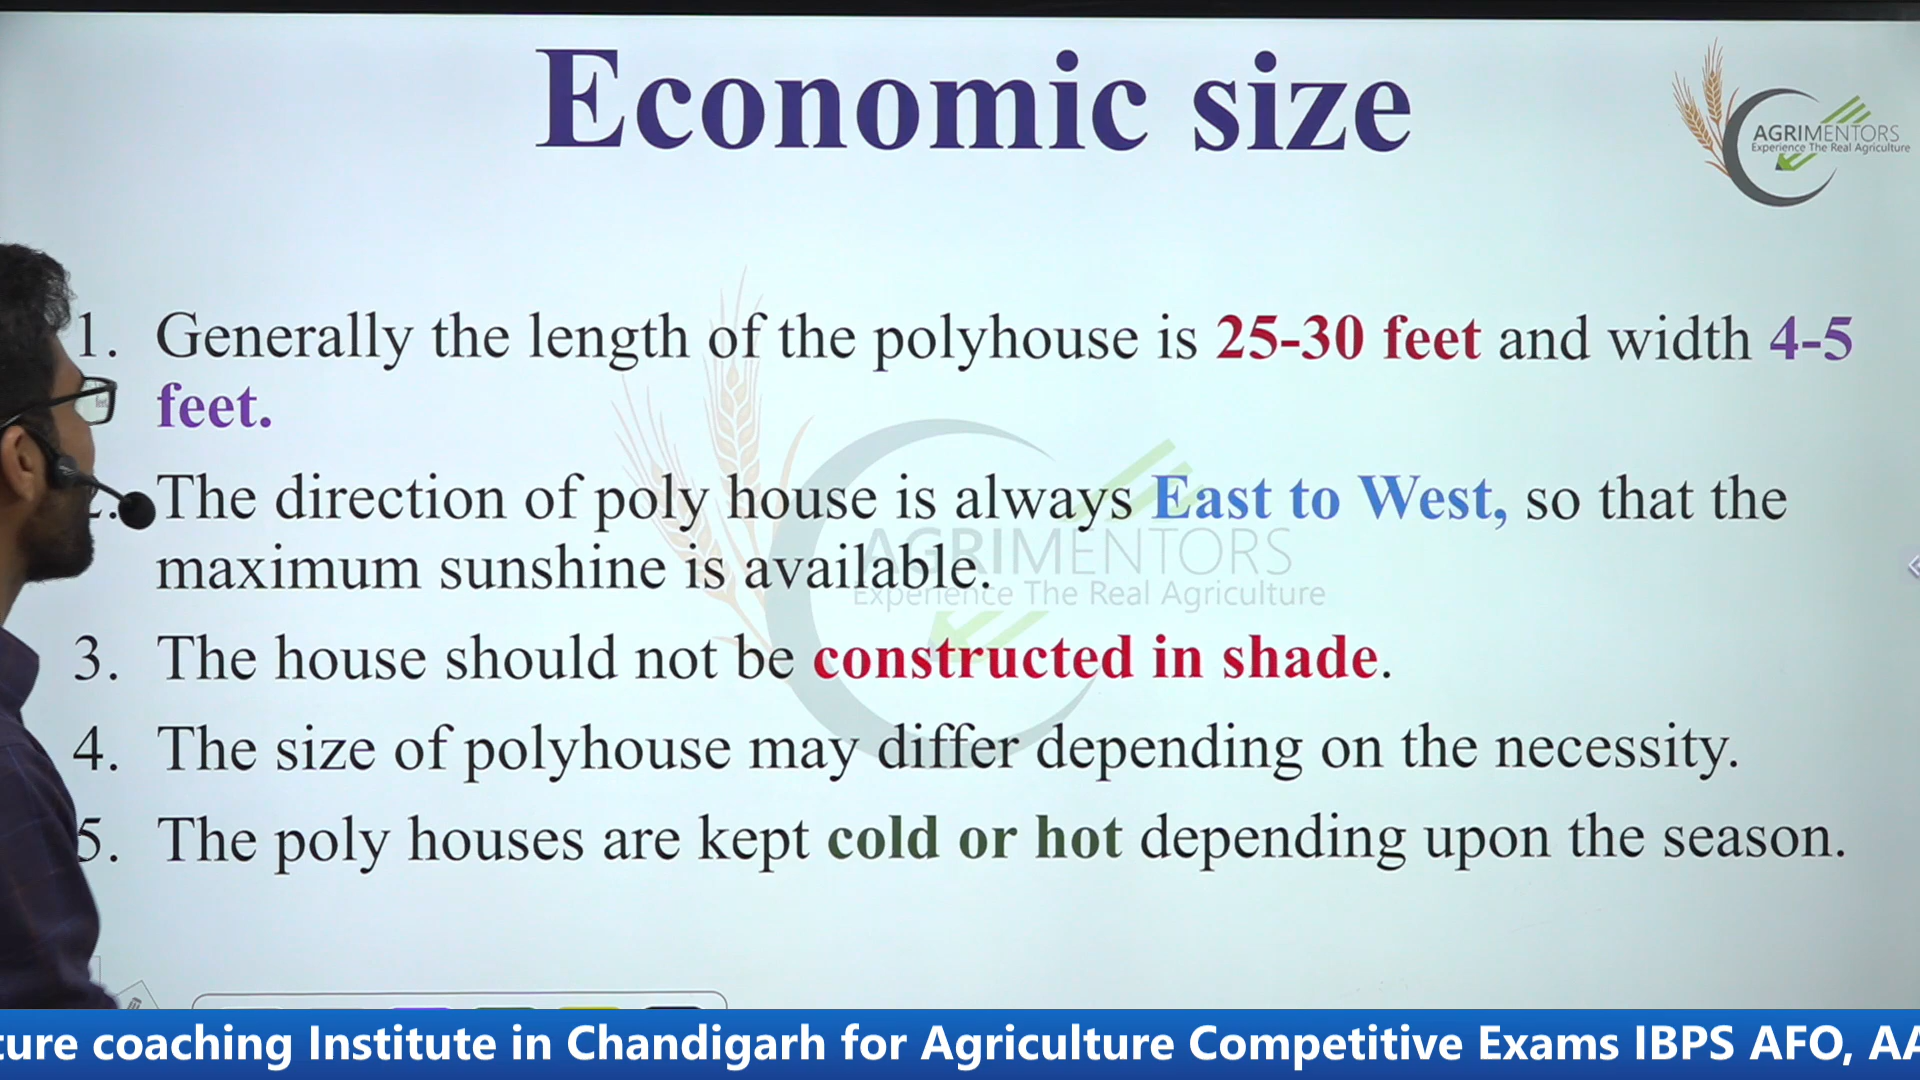 Economic size
AGRIMENTORS
Experience The Real Agriculture
1. Generally the length of the polyhouse is 25-30 feet and width 4-5
feet.
2. The direction of poly house is always East to West, so that the
maximum sunshine is available.
AGRIMENTORS
Experience The Real Agriculture
3. The house should not be constructed in shade.
4. The size of polyhouse may differ depending on the necessity.
5. The poly houses are kept cold or hot depending upon the season.
ture coaching Institute in Chandigarh for Agriculture Competitive Exams IBPS AFO, AA